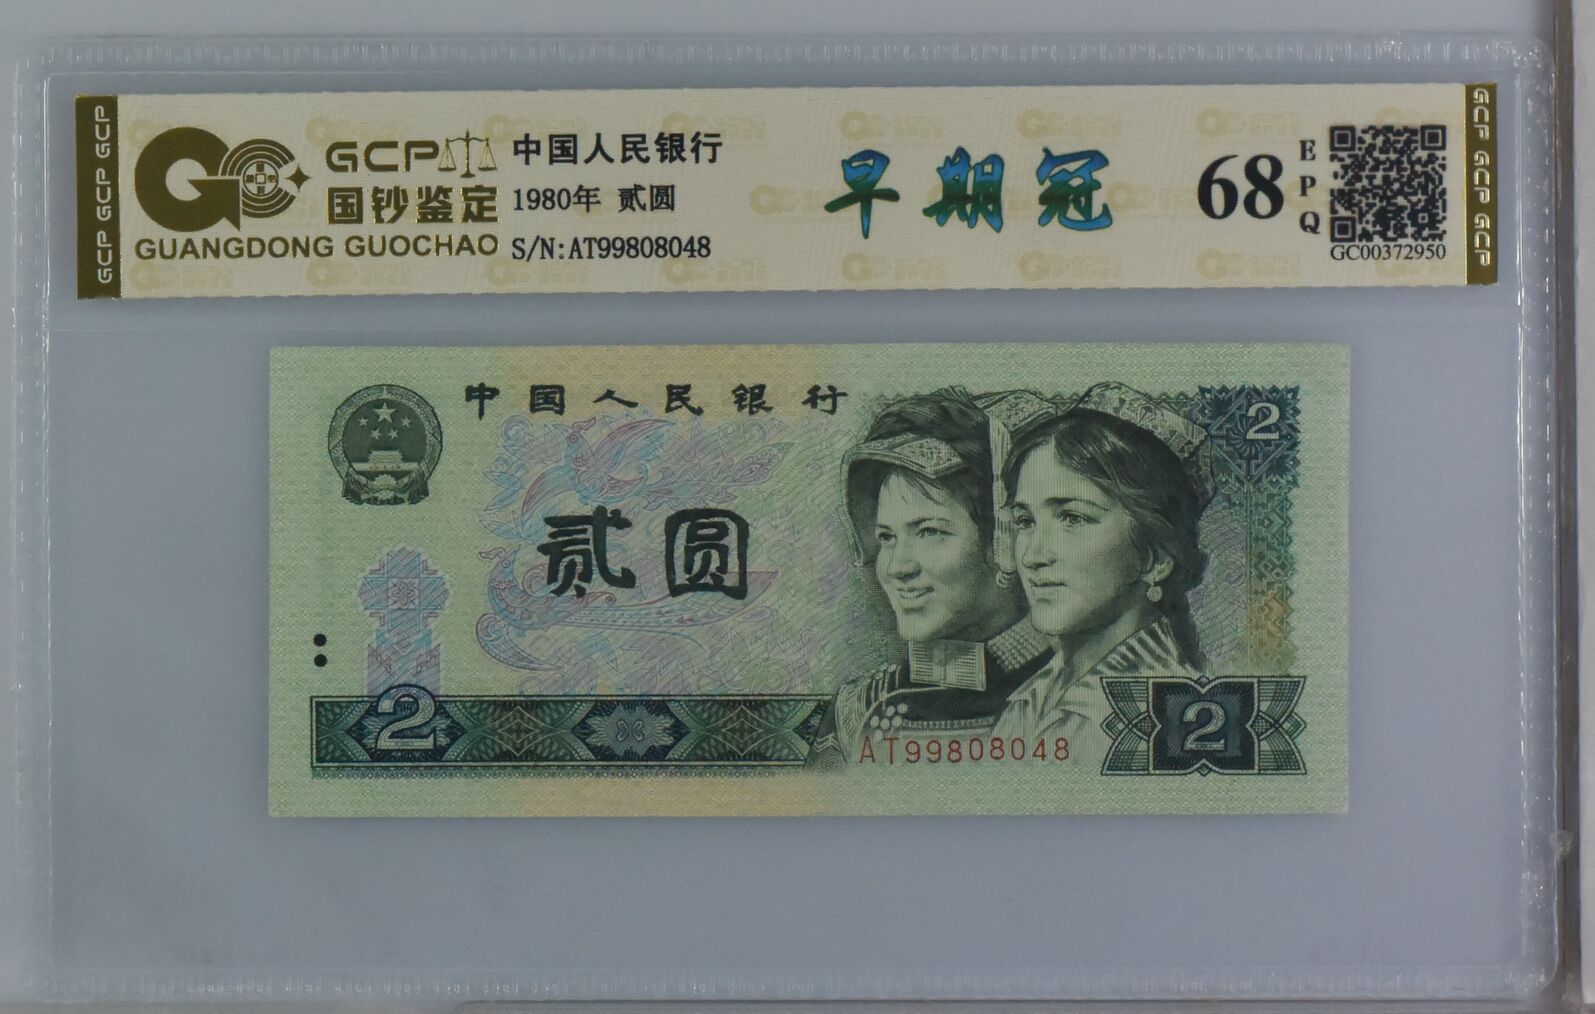 GCP GCP GCP
GCP
国钞鉴定
GUANGDONG GUOCHAO
中国人民银行
1980年 贰圆
S/N:AT99808048
早期冠
68
EPQ
GC00372950
GCP GCP GCP GCP
中国人民银行
2
贰圆
2
AT99808048
2